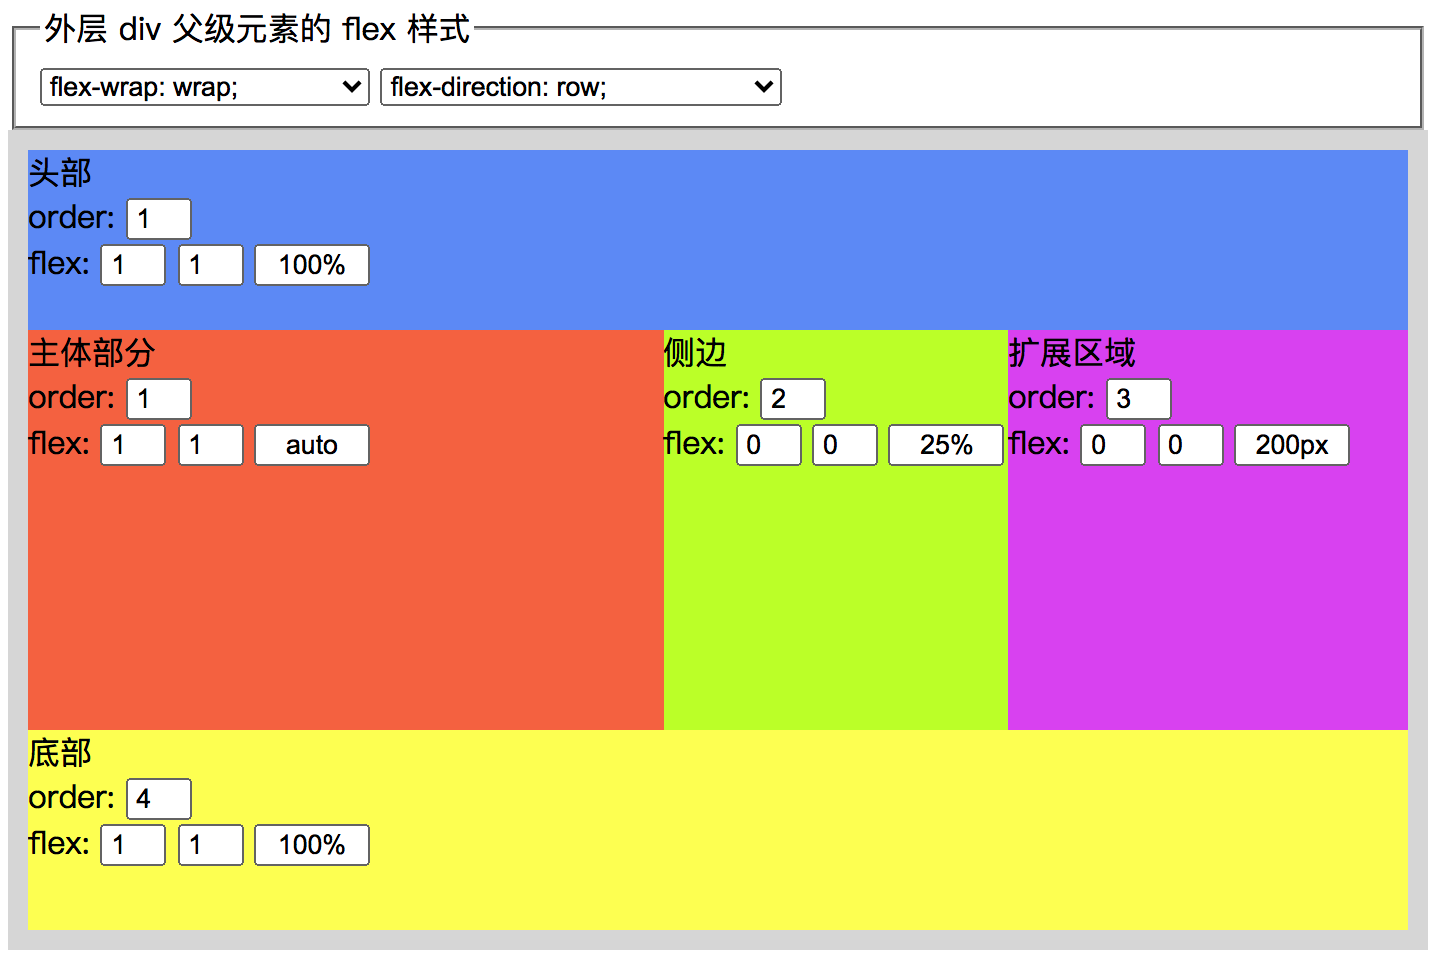 外层 div 父级元素的 flex 样式
flex-wrap: wrap; flex-direction: row;
头部
order: 1
flex: 1 1 100%
主体部分
order: 1
flex: 1 1 auto
侧边
order: 2
flex: 0 0 25%
扩展区域
order: 3
flex: 0 0 200px
底部
order: 4
flex: 1 1 100%